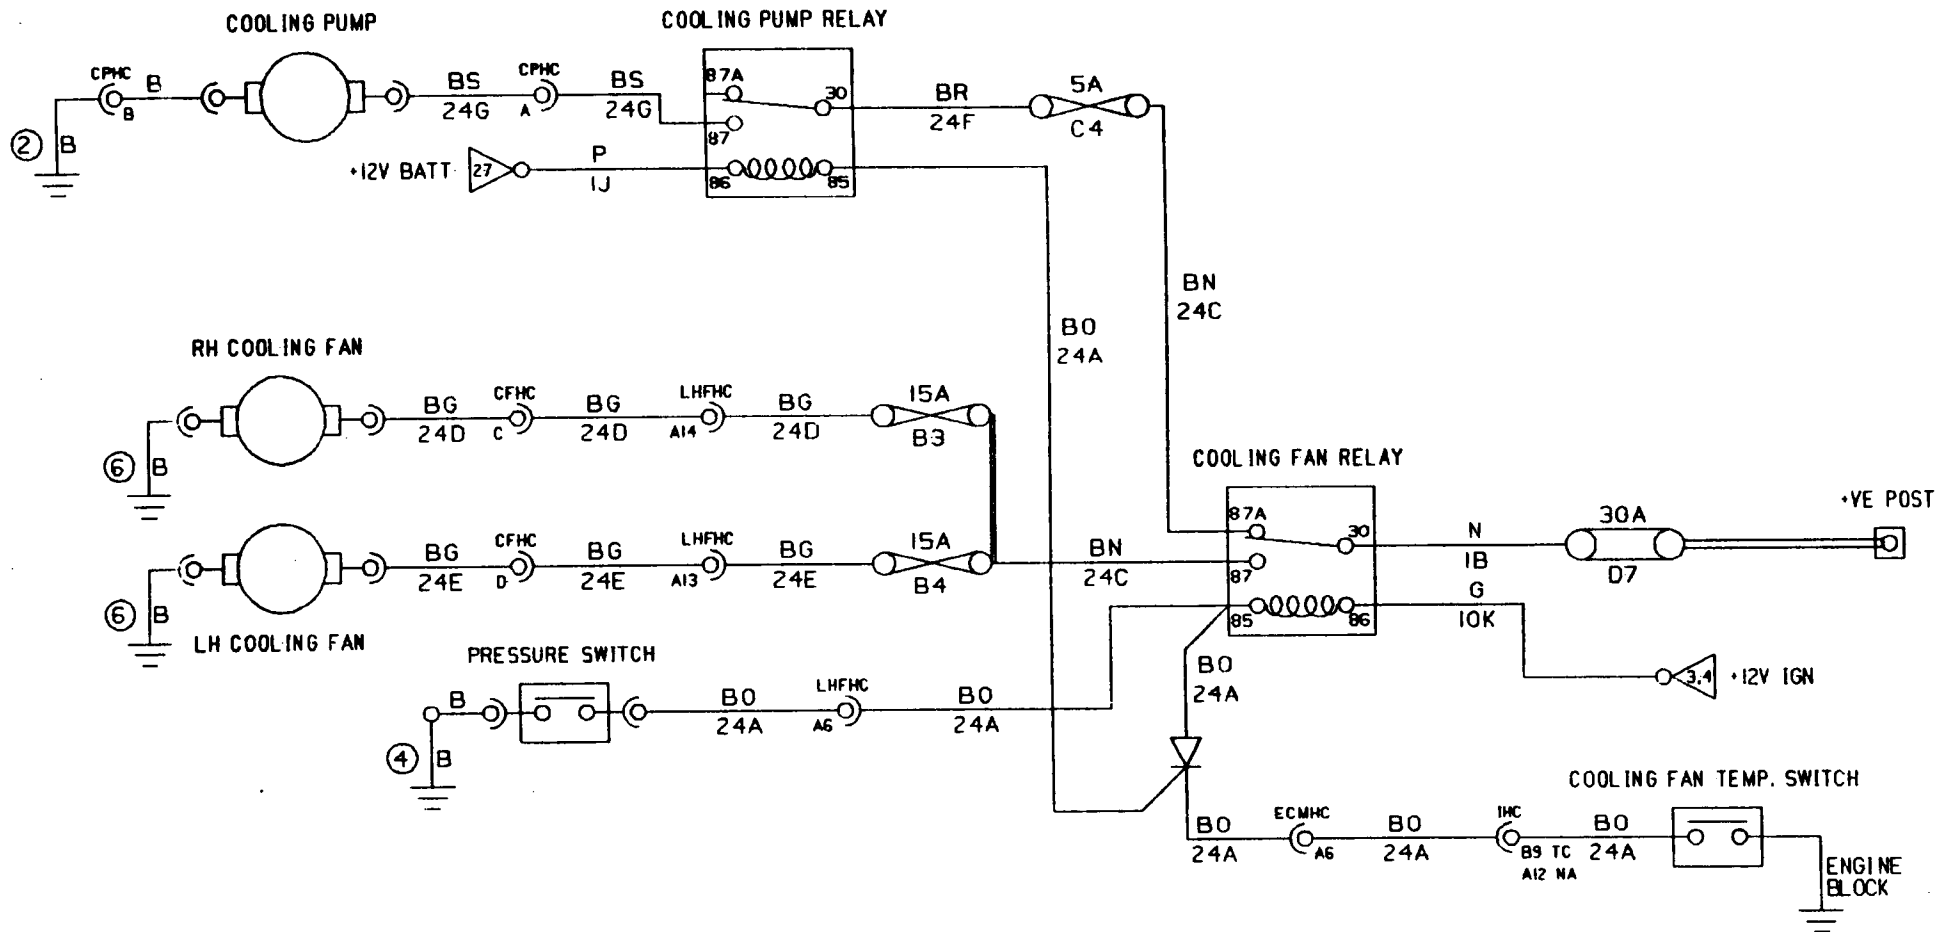 COOLING PUMP
COOLING PUMP RELAY
CPHC
B
B
BS
24G
CPHC
A
BS
24G
87A
30
87
86
85
BR
24F
5A
C4
2
B
+12V BATT
27
P
1J
BN
24C
BO
24A
RH COOLING FAN
BG
24D
CFHC
C
BG
24D
LHFHC
A14
BG
24D
15A
B3
6
B
COOLING FAN RELAY
87A
30
87
85
86
N
1B
30A
D7
+VE POST
G
10K
3,4
+12V IGN
BG
24E
CFHC
D
BG
24E
LHFHC
A13
BG
24E
15A
B4
BN
24C
6
B
LH COOLING FAN
PRESSURE SWITCH
B
BO
24A
LHFHC
A6
BO
24A
4
B
BO
24A
COOLING FAN TEMP. SWITCH
BO
24A
ECMHC
A6
BO
24A
IHC
B9 TC
A12 NA
BO
24A
ENGINE
BLOCK